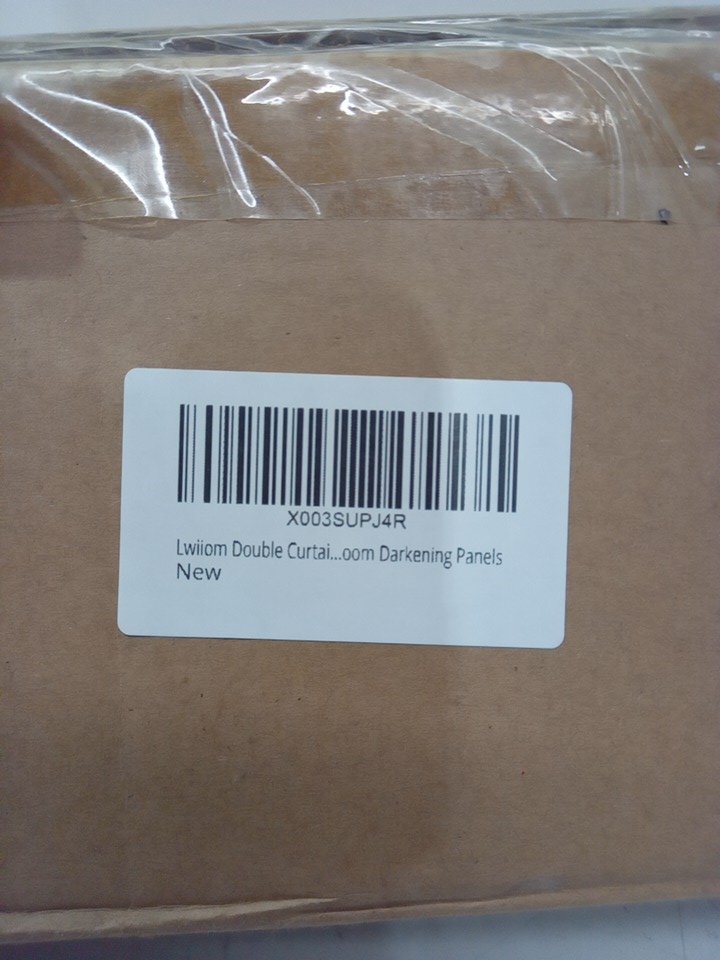 X003SUPJ4R
Lwiiom Double Curtai...oom Darkening Panels
New